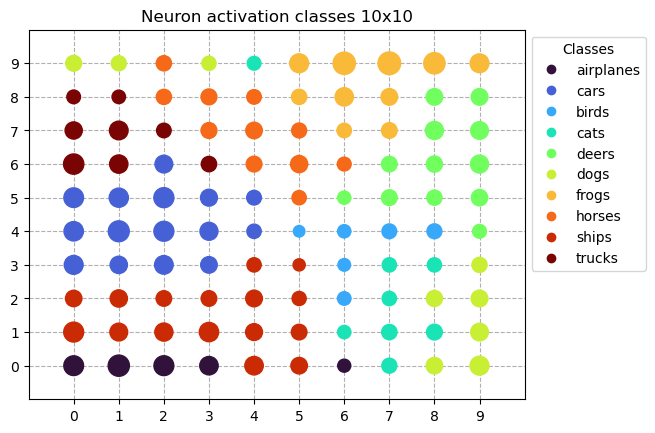 Neuron activation classes 10x10
9
8
7
6
5
4
3
2
1
0
0 1 2 3 4 5 6 7 8 9
Classes
airplanes
cars
birds
cats
deers
dogs
frogs
horses
ships
trucks